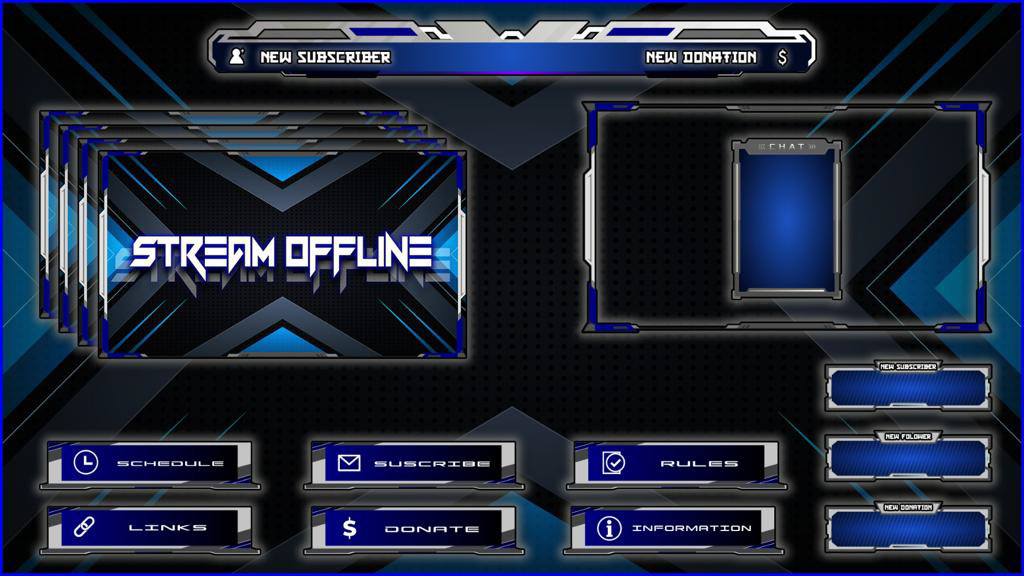 NEW SUBSCRIBER
NEW DONATION $
CHAT
STREAM OFFLINE
NEW SUBSCRIBER
NEW FOLOWER
NEW DONATION
SCHEDULE
SUSCRIBE
RULES
LINKS
$ DONATE
INFORMATION